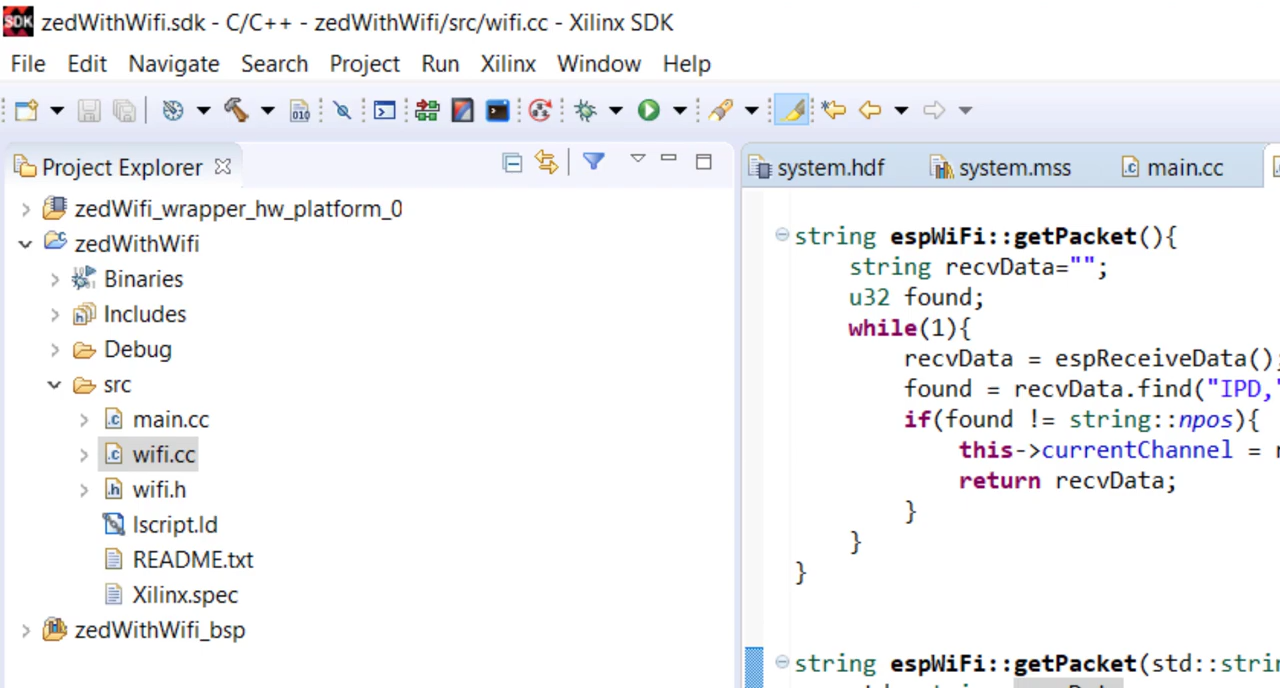 SDK zedWithWifi.sdk - C/C++ - zedWithWifi/src/wifi.cc - Xilinx SDK
File Edit Navigate Search Project Run Xilinx Window Help
Project Explorer
zedWifi_wrapper_hw_platform_0
zedWithWifi
Binaries
Includes
Debug
src
main.cc
wifi.cc
wifi.h
lscript.ld
README.txt
Xilinx.spec
zedWithWifi_bsp
system.hdf system.mss main.cc
string espWiFi::getPacket(){
string recvData="";
u32 found;
while(1){
recvData = espReceiveData();
found = recvData.find("IPD,"
if(found != string::npos){
this->currentChannel =
return recvData;
}
}
}
string espWiFi::getPacket(std::strin